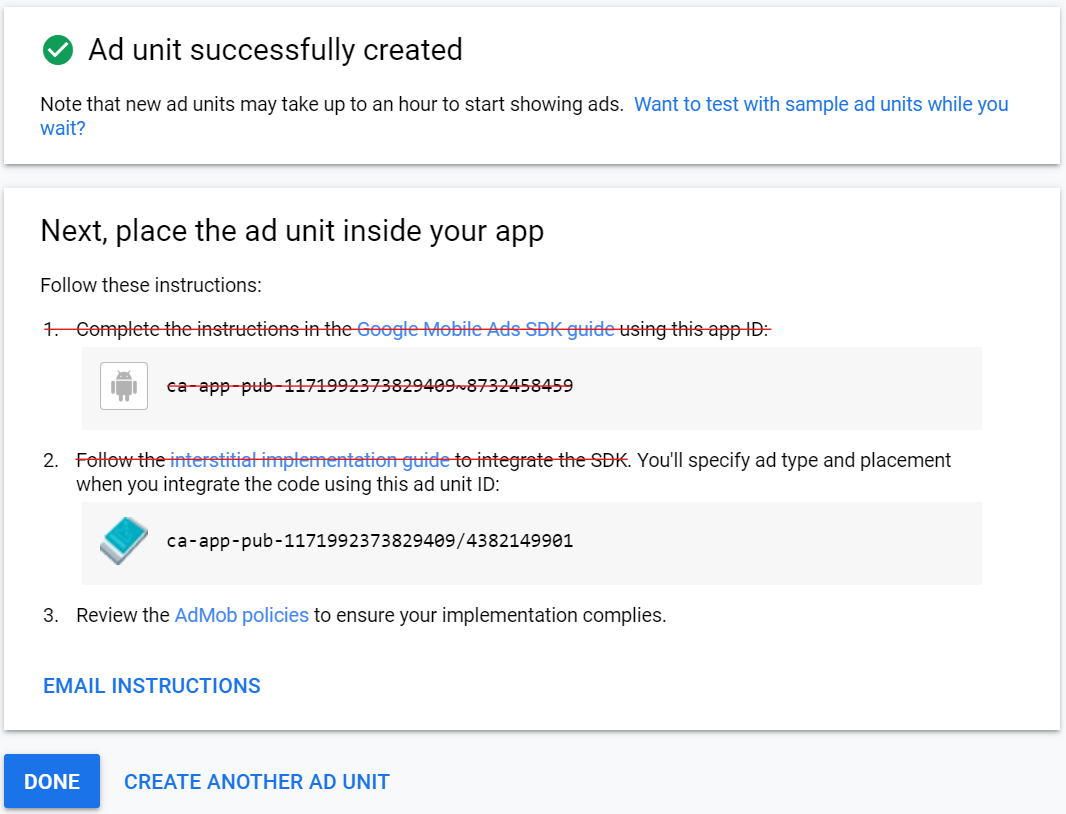 Ad unit successfully created
Note that new ad units may take up to an hour to start showing ads. Want to test with sample ad units while you
wait?
Next, place the ad unit inside your app
Follow these instructions:
1. Complete the instructions in the Google Mobile Ads SDK guide using this app ID:
ca-app-pub-1171992373829409~8732458459
2. Follow the interstitial implementation guide to integrate the SDK. You'll specify ad type and placement
when you integrate the code using this ad unit ID:
ca-app-pub-1171992373829409/4382149901
3. Review the AdMob policies to ensure your implementation complies.
EMAIL INSTRUCTIONS
DONE CREATE ANOTHER AD UNIT